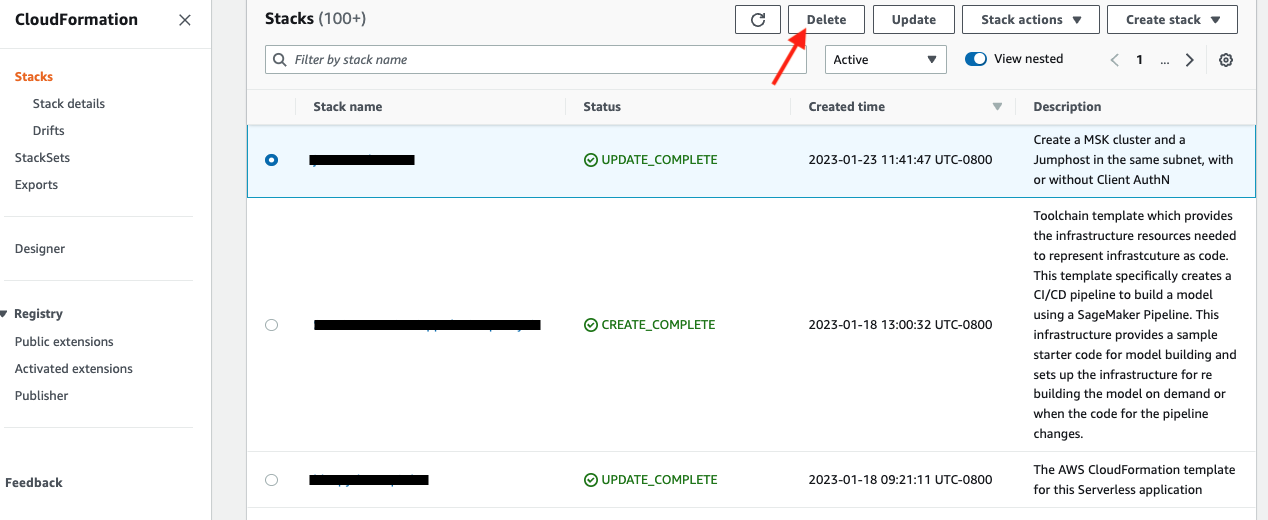 CloudFormation
Stacks
Stack details
Drifts
StackSets
Exports
Designer
Registry
Public extensions
Activated extensions
Publisher
Feedback
Stacks (100+)
Delete
Update
Stack actions
Create stack
Filter by stack name
Active
View nested
1
...
Stack name
Status
Created time
Description
UPDATE_COMPLETE
2023-01-23 11:41:47 UTC-0800
Create a MSK cluster and a
Jumphost in the same subnet, with
or without Client AuthN
CREATE_COMPLETE
2023-01-18 13:00:32 UTC-0800
Toolchain template which provides
the infrastructure resources needed
to represent infrastcuture as code.
This template specifically creates a
CI/CD pipeline to build a model
using a SageMaker Pipeline. This
infrastructure provides a sample
starter code for model building and
sets up the infrastructure for re
building the model on demand or
when the code for the pipeline
changes.
UPDATE_COMPLETE
2023-01-18 09:21:11 UTC-0800
The AWS CloudFormation template
for this Serverless application